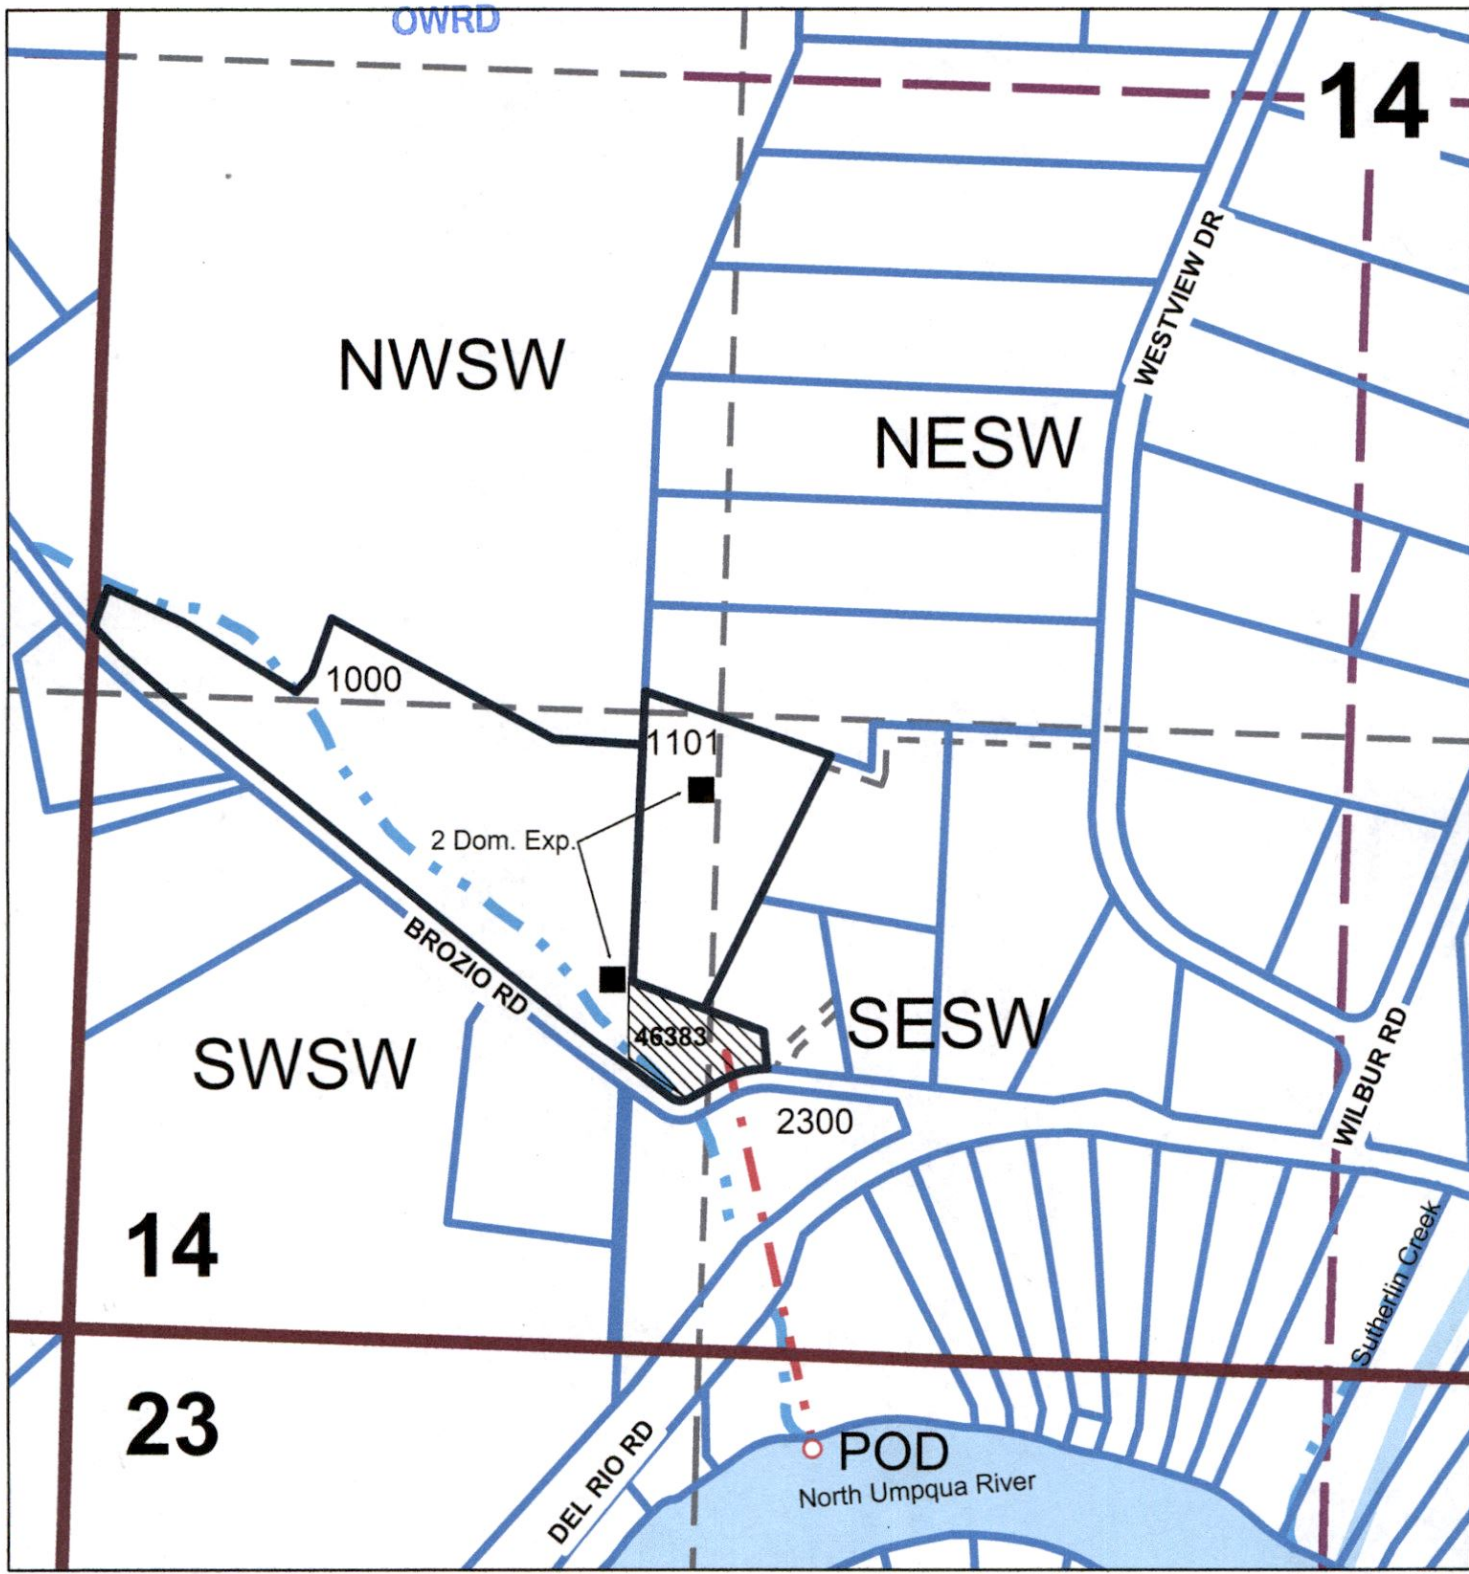 OWRD
14
WESTVIEW DR
NWSW
NESW
1000
1101
2 Dom. Exp.
BROZIO RD
46383
SESW
SWSW
WILBUR RD
2300
14
Sutherlin Creek
23
DEL RIO RD
POD
North Umpqua River